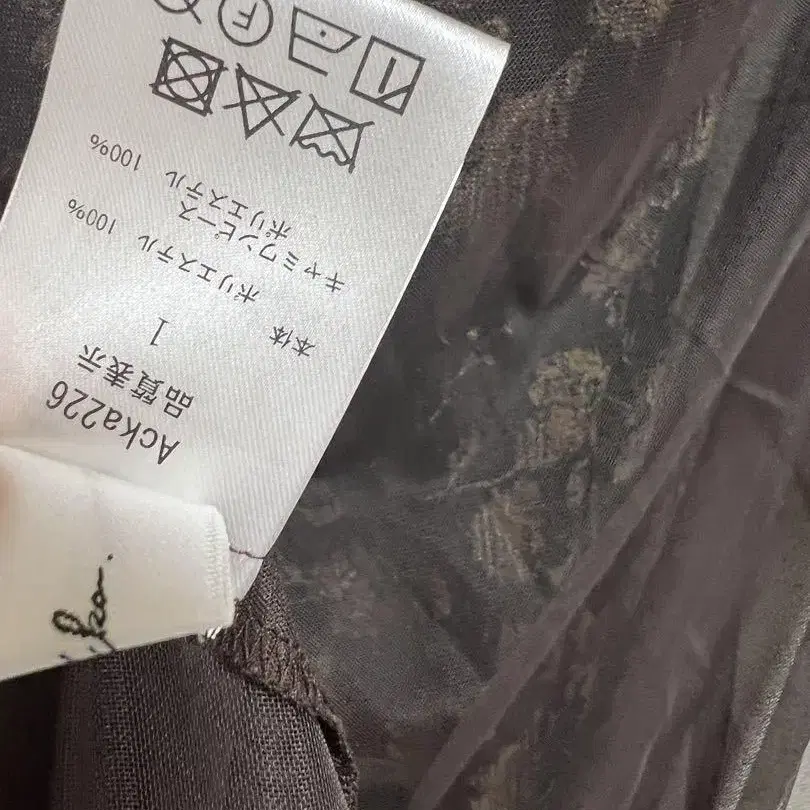 Acka226
品質表示
1
本体
ポリエステル 100%
キャミワンピース
ポリエステル 100%
F